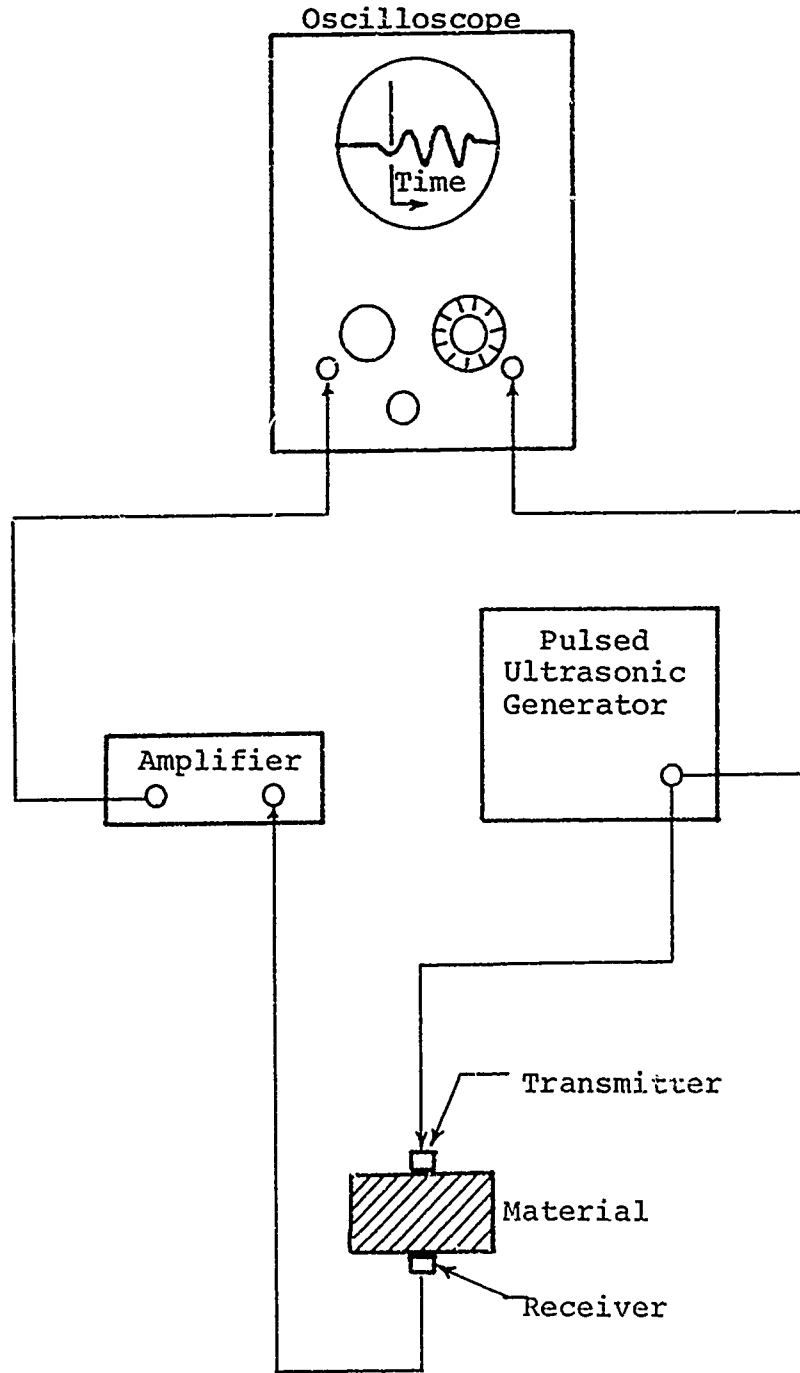 Oscilloscope
Time
Pulsed
Ultrasonic
Generator
Amplifier
Transmitter
Material
Receiver